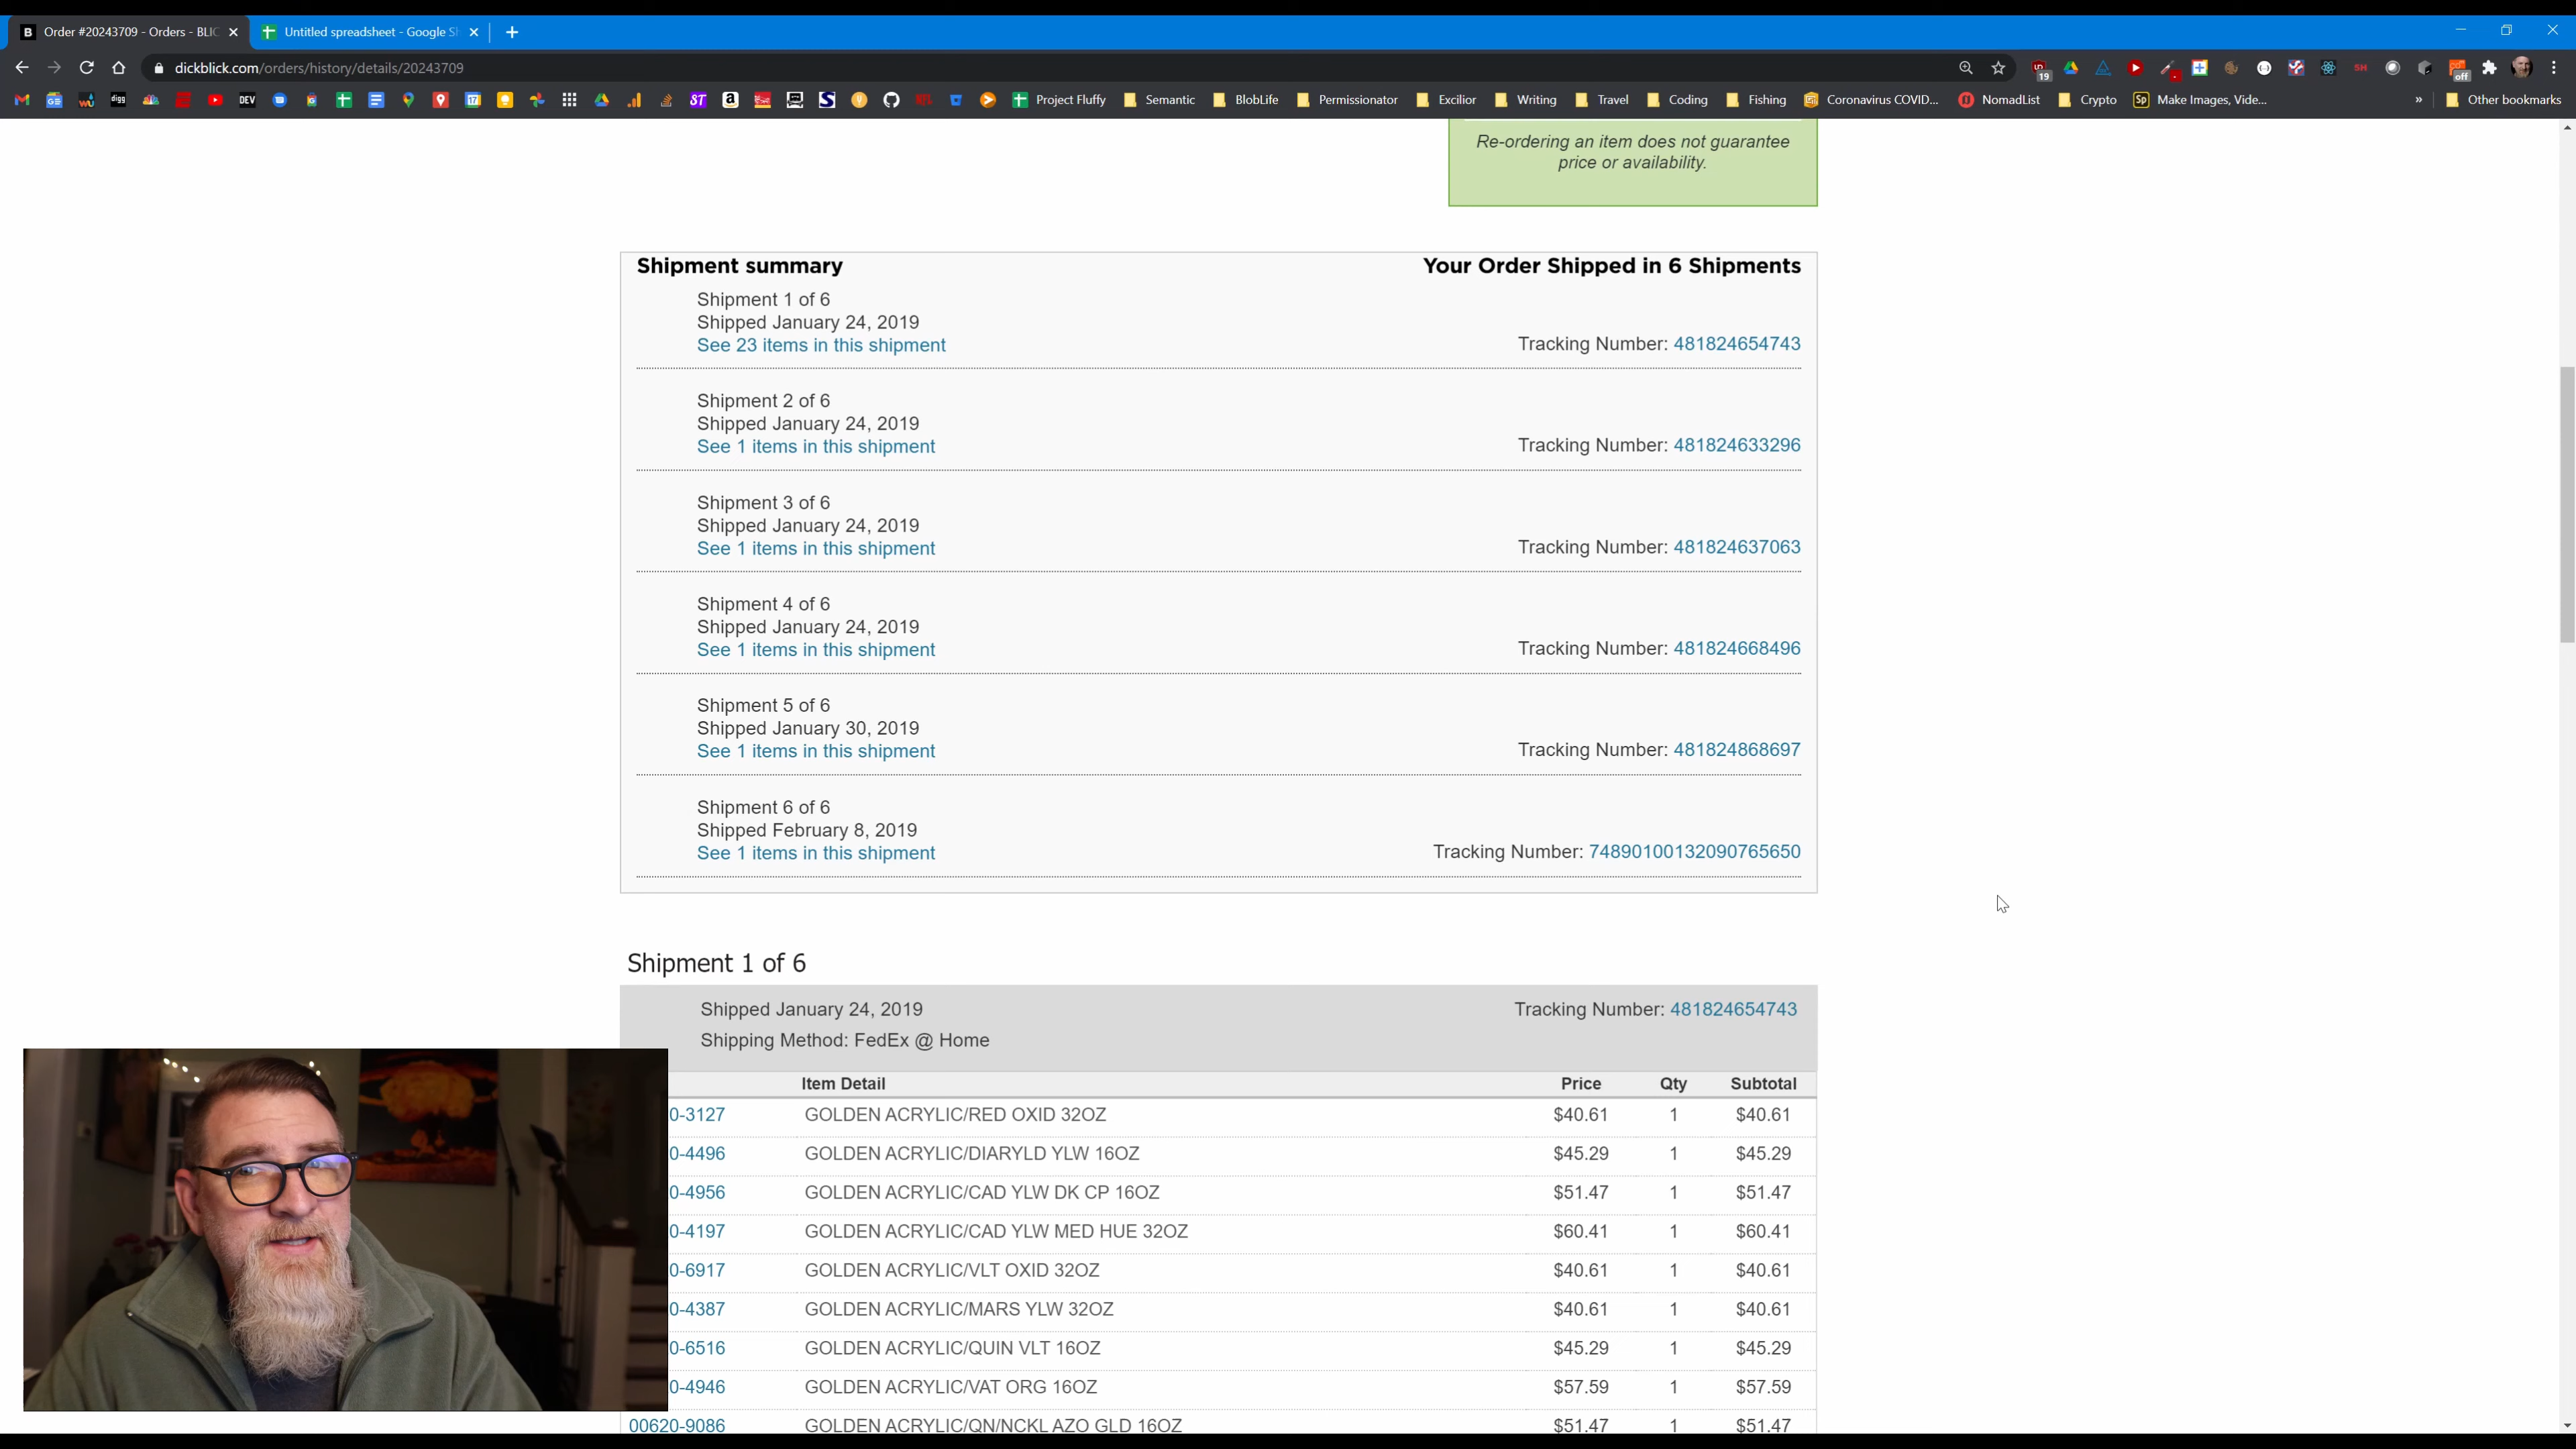 Order #20243709 - Orders - BLIC
Untitled spreadsheet - Google S
dickblick.com/orders/history/details/20243709
19
off
digg
DEV
Project Fluffy
Semantic
BlobLife
Permissionator
Excilior
Writing
Travel
Coding
Fishing
Coronavirus COVID...
NomadList
Crypto
Sp
Make Images, Vide...
»
Other bookmarks
Re-ordering an item does not guarantee
price or availability.
Shipment summary
Your Order Shipped in 6 Shipments
Shipment 1 of 6
Shipped January 24, 2019
See 23 items in this shipment
Tracking Number: 481824654743
Shipment 2 of 6
Shipped January 24, 2019
See 1 items in this shipment
Tracking Number: 481824633296
Shipment 3 of 6
Shipped January 24, 2019
See 1 items in this shipment
Tracking Number: 481824637063
Shipment 4 of 6
Shipped January 24, 2019
See 1 items in this shipment
Tracking Number: 481824668496
Shipment 5 of 6
Shipped January 30, 2019
See 1 items in this shipment
Tracking Number: 481824868697
Shipment 6 of 6
Shipped February 8, 2019
See 1 items in this shipment
Tracking Number: 74890100132090765650
Shipment 1 of 6
Shipped January 24, 2019
Tracking Number: 481824654743
Shipping Method: FedEx @ Home
Item Detail Price Qty Subtotal
0-3127 GOLDEN ACRYLIC/RED OXID 32OZ $40.61 1 $40.61
0-4496 GOLDEN ACRYLIC/DIARYLD YLW 16OZ $45.29 1 $45.29
0-4956 GOLDEN ACRYLIC/CAD YLW DK CP 16OZ $51.47 1 $51.47
0-4197 GOLDEN ACRYLIC/CAD YLW MED HUE 32OZ $60.41 1 $60.41
0-6917 GOLDEN ACRYLIC/VLT OXID 32OZ $40.61 1 $40.61
0-4387 GOLDEN ACRYLIC/MARS YLW 32OZ $40.61 1 $40.61
0-6516 GOLDEN ACRYLIC/QUIN VLT 16OZ $45.29 1 $45.29
0-4946 GOLDEN ACRYLIC/VAT ORG 16OZ $57.59 1 $57.59
00620-9086 GOLDEN ACRYLIC/QN/NCKL AZO GLD 16OZ $51.47 1 $51.47